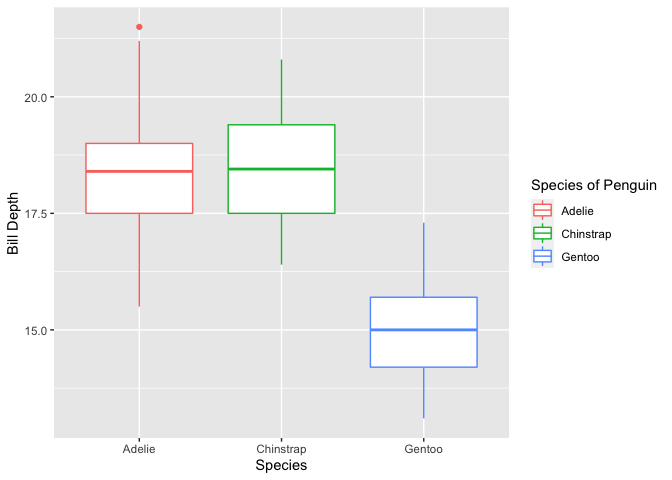 20.0
17.5
15.0
Bill Depth
Adelie
Chinstrap
Gentoo
Species
Species of Penguin
Adelie
Chinstrap
Gentoo